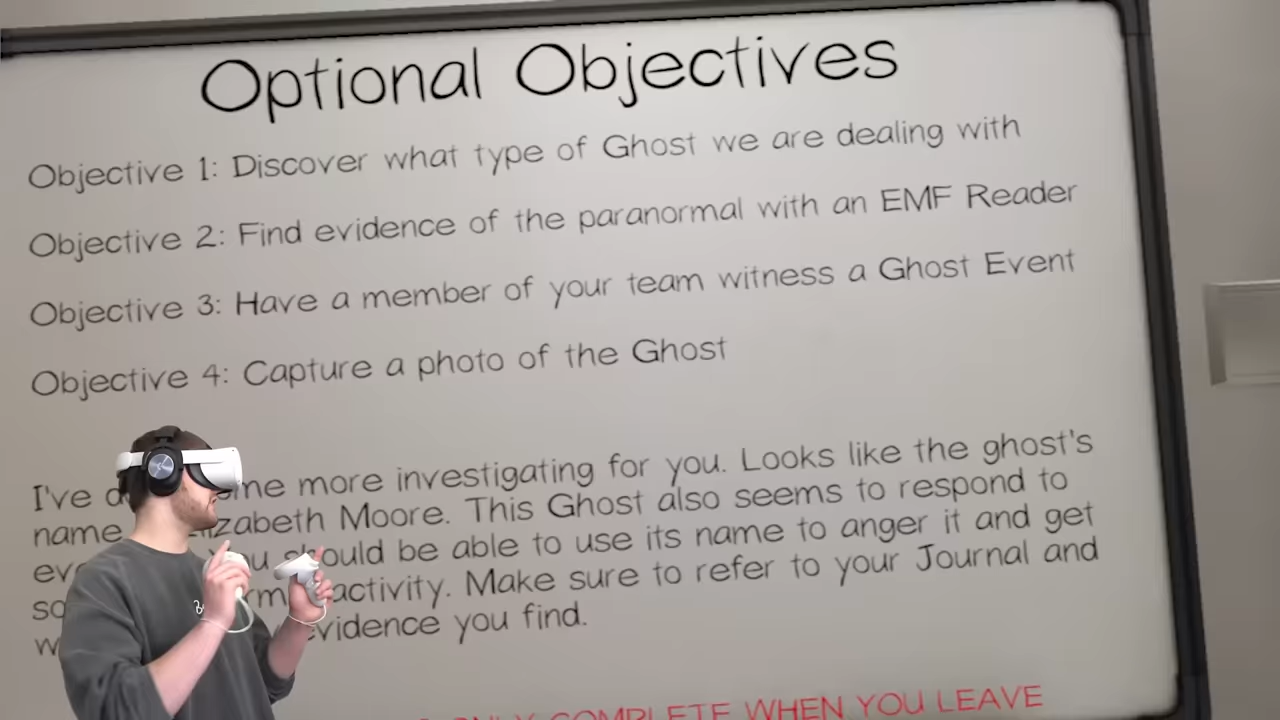 Optional Objectives
Objective 1: Discover what type of Ghost we are dealing with
Objective 2: Find evidence of the paranormal with an EMF Reader
Objective 3: Have a member of your team witness a Ghost Event
Objective 4: Capture a photo of the Ghost
I've more investigating for you. Looks like the ghost's
name Moore. This Ghost also seems to respond to
should be able to use its name to anger it and get
activity. Make sure to refer to your Journal and
evidence you find.
ONLY COMPLETE WHEN YOU LEAVE